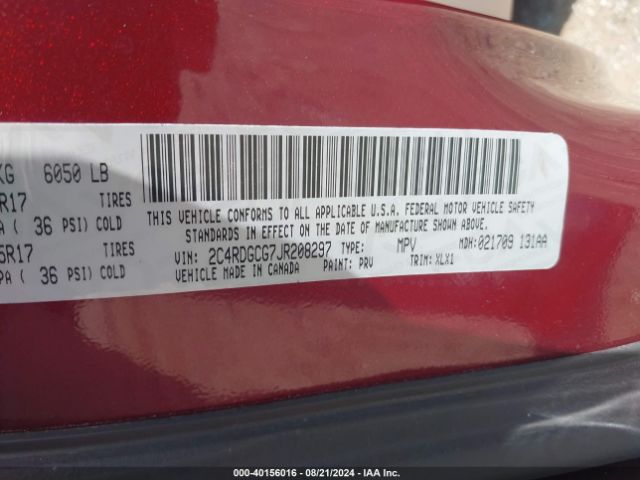 KG 6050 LB
R17 TIRES
A ( 36 PSI) COLD
5R17 TIRES
PA ( 36 PSI) COLD
THIS VEHICLE CONFORMS TO ALL APPLICABLE U.S.A. FEDERAL MOTOR VEHICLE SAFETY
STANDARDS IN EFFECT ON THE DATE OF MANUFACTURE SHOWN ABOVE.
VIN: 2C4RDGCG7JR208297 TYPE: MPV MDH:021709 131AA
VEHICLE MADE IN CANADA PAINT: PRV TRIM:XLX1
000-40156016 - 08/21/2024 - IAA Inc.